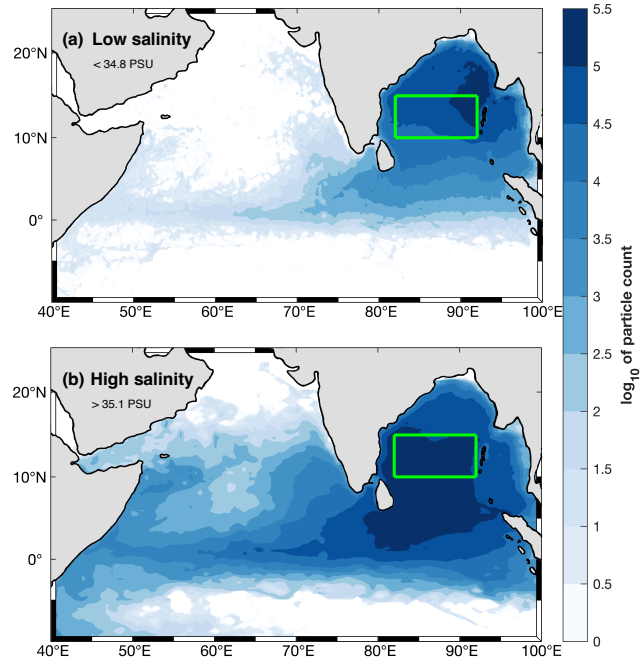 (a) Low salinity
< 34.8 PSU
20°N
10°N
0°
40°E 50°E 60°E 70°E 80°E 90°E 100°E
(b) High salinity
> 35.1 PSU
20°N
10°N
0°
40°E 50°E 60°E 70°E 80°E 90°E 100°E
5.5
5
4.5
4
3.5
3
2.5
2
1.5
1
0.5
0
log10 of particle count